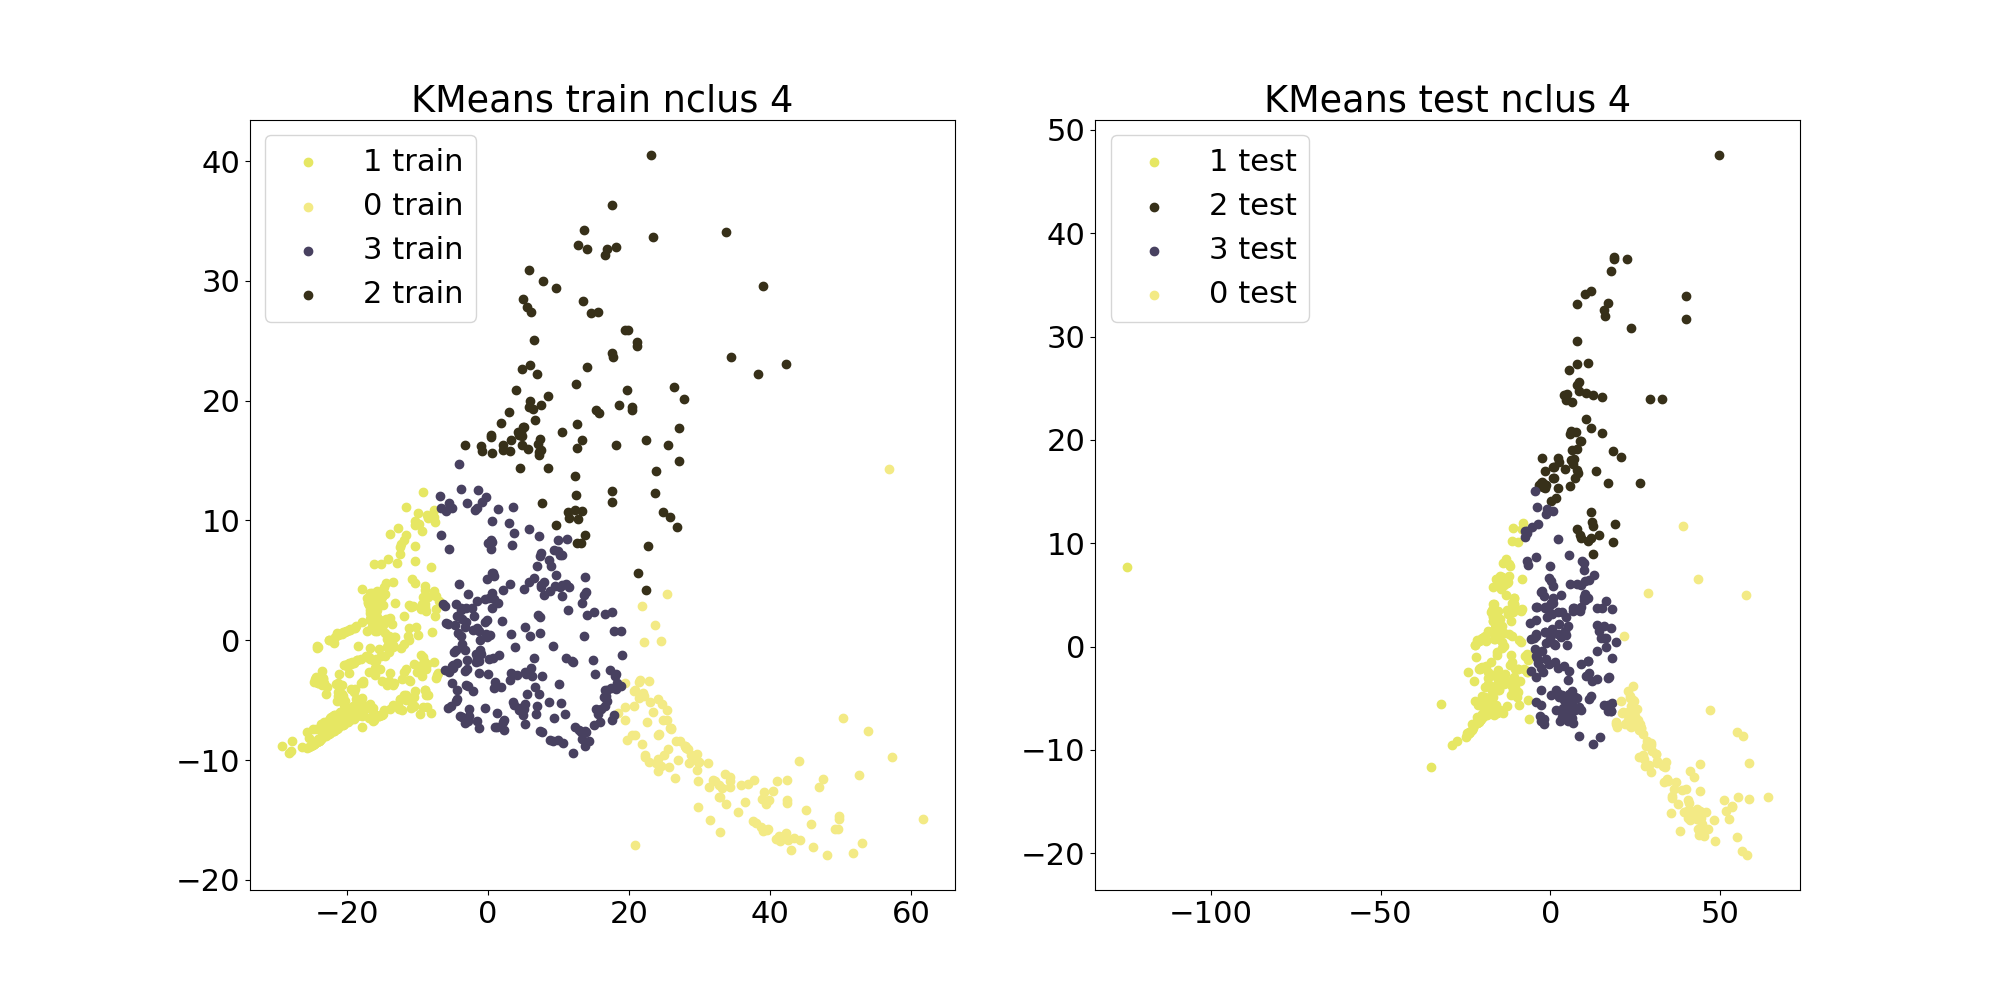 KMeans train nclus 4
1 train
0 train
3 train
2 train
40
30
20
10
0
−10
−20
−20 0 20 40 60
KMeans test nclus 4
1 test
2 test
3 test
0 test
50
40
30
20
10
0
−10
−20
−100 −50 0 50